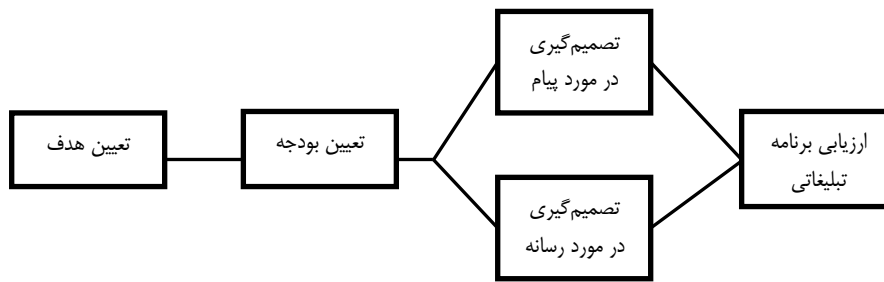 تعیین هدف
تعیین بودجه
تصمیم‌گیری
در مورد پیام
تصمیم‌گیری
در مورد رسانه
ارزیابی برنامه
تبلیغاتی